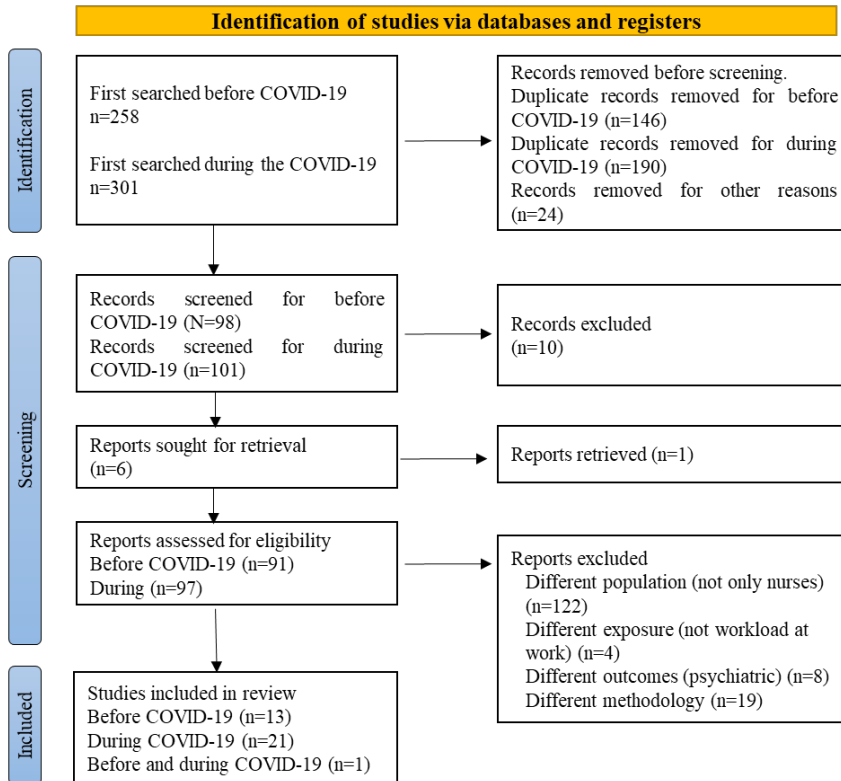 Identification of studies via databases and registers
Identification
First searched before COVID-19
n=258
First searched during the COVID-19
n=301
Records removed before screening.
Duplicate records removed for before
COVID-19 (n=146)
Duplicate records removed for during
COVID-19 (n=190)
Records removed for other reasons
(n=24)
Screening
Records screened for before
COVID-19 (N=98)
Records screened for during
COVID-19 (n=101)
Records excluded
(n=10)
Reports sought for retrieval
(n=6)
Reports retrieved (n=1)
Reports assessed for eligibility
Before COVID-19 (n=91)
During (n=97)
Reports excluded
Different population (not only nurses)
(n=122)
Different exposure (not workload at
work) (n=4)
Different outcomes (psychiatric) (n=8)
Different methodology (n=19)
Included
Studies included in review
Before COVID-19 (n=13)
During COVID-19 (n=21)
Before and during COVID-19 (n=1)